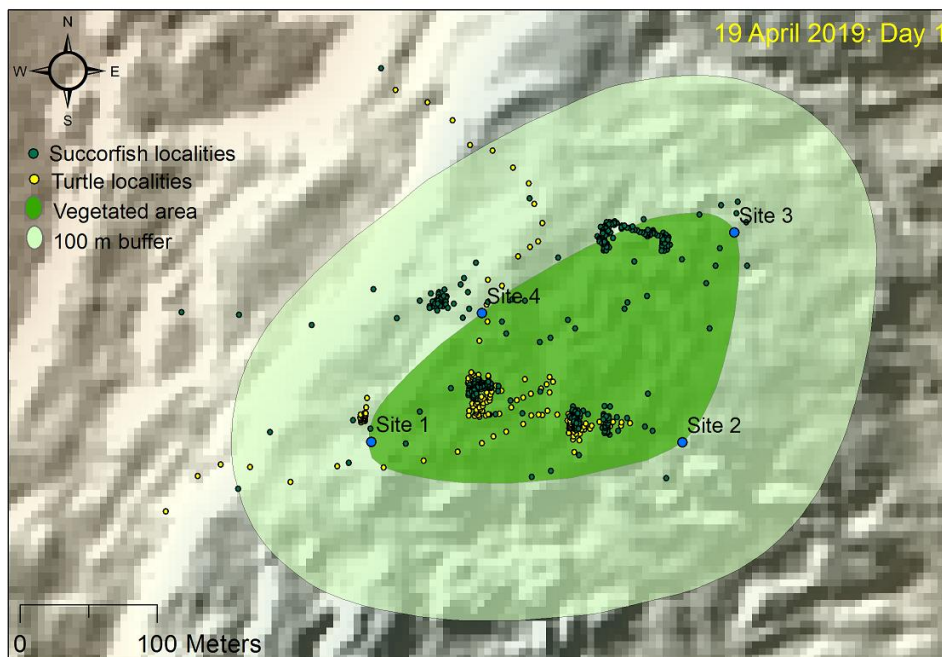 19 April 2019: Day 1
N
W E
S
Succorfish localities
Turtle localities
Vegetated area
100 m buffer
Site 3
Site 4
Site 1
Site 2
0 100 Meters